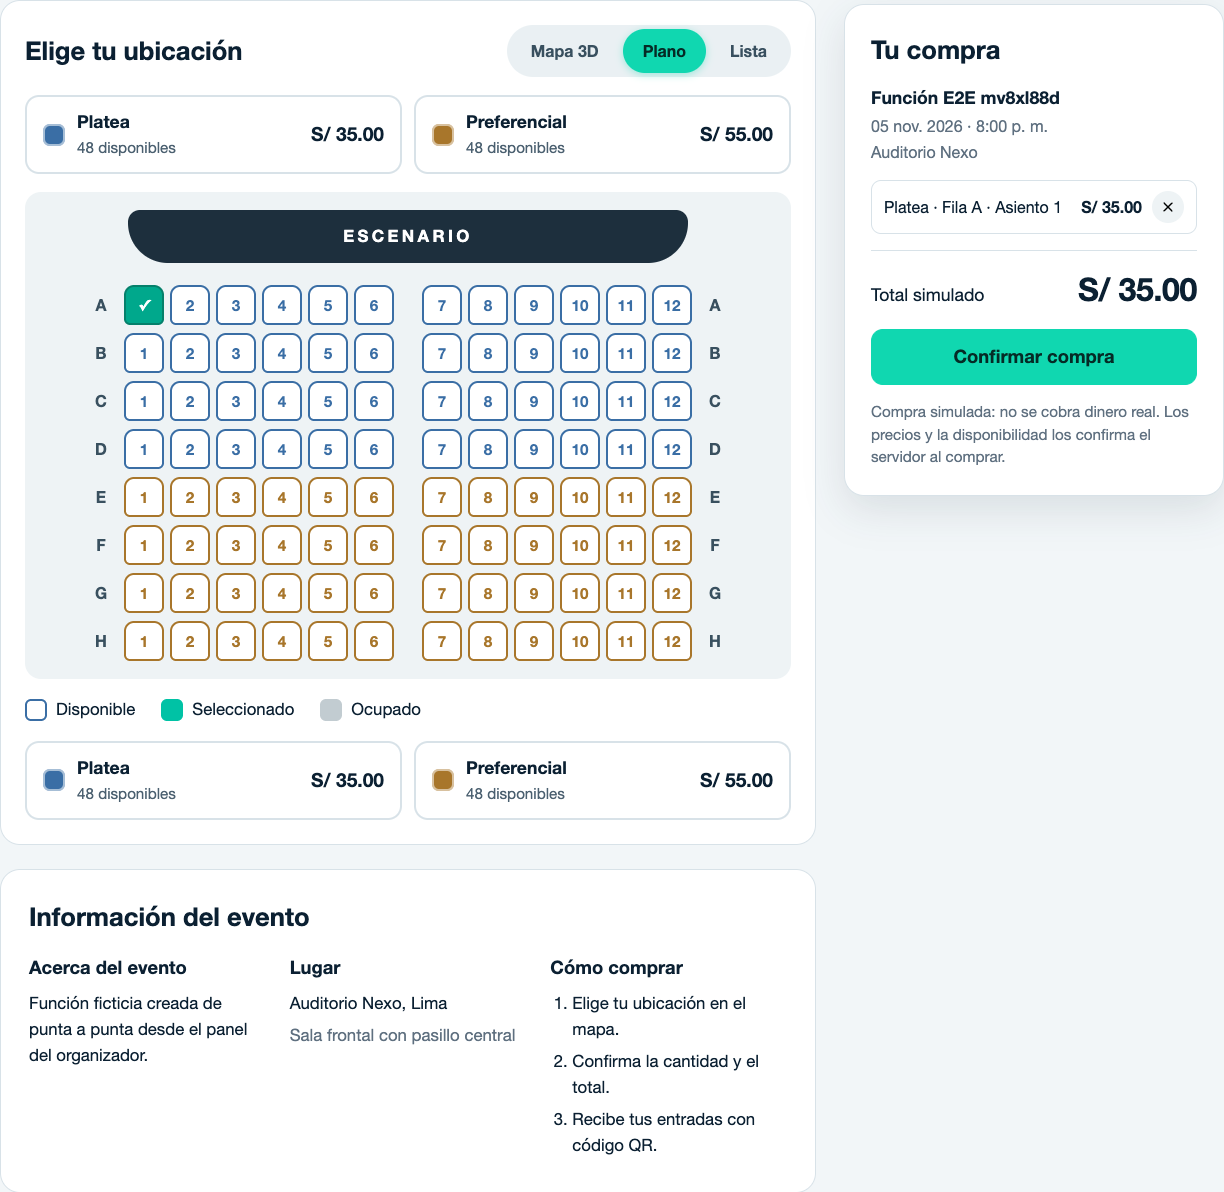 Elige tu ubicación
Mapa 3D Plano Lista
Platea
48 disponibles
S/ 35.00
Preferencial
48 disponibles
S/ 55.00
ESCENARIO
A ✓ 2 3 4 5 6 7 8 9 10 11 12 A
B 1 2 3 4 5 6 7 8 9 10 11 12 B
C 1 2 3 4 5 6 7 8 9 10 11 12 C
D 1 2 3 4 5 6 7 8 9 10 11 12 D
E 1 2 3 4 5 6 7 8 9 10 11 12 E
F 1 2 3 4 5 6 7 8 9 10 11 12 F
G 1 2 3 4 5 6 7 8 9 10 11 12 G
H 1 2 3 4 5 6 7 8 9 10 11 12 H
Disponible Seleccionado Ocupado
Platea
48 disponibles
S/ 35.00
Preferencial
48 disponibles
S/ 55.00
Información del evento
Acerca del evento
Función ficticia creada de
punta a punta desde el panel
del organizador.
Lugar
Auditorio Nexo, Lima
Sala frontal con pasillo central
Cómo comprar
1. Elige tu ubicación en el
mapa.
2. Confirma la cantidad y el
total.
3. Recibe tus entradas con
código QR.
Tu compra
Función E2E mv8xl88d
05 nov. 2026 · 8:00 p. m.
Auditorio Nexo
Platea · Fila A · Asiento 1 S/ 35.00 ×
Total simulado S/ 35.00
Confirmar compra
Compra simulada: no se cobra dinero real. Los
precios y la disponibilidad los confirma el
servidor al comprar.